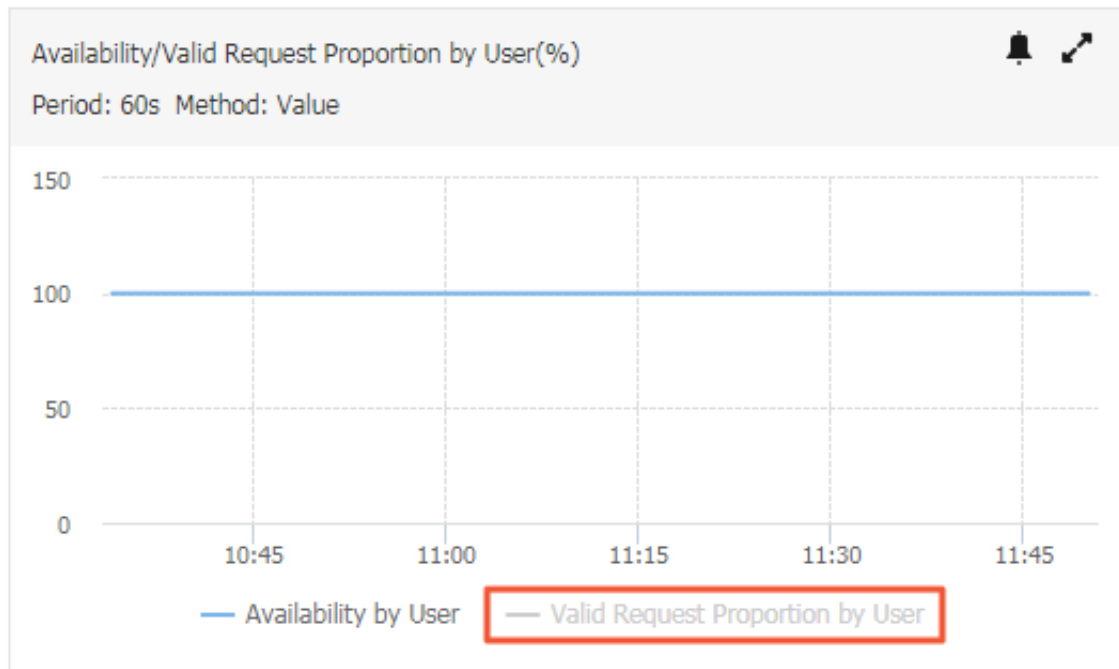 Availability/Valid Request Proportion by User(%)
Period: 60s Method: Value
150
100
50
0
10:45 11:00 11:15 11:30 11:45
Availability by User Valid Request Proportion by User